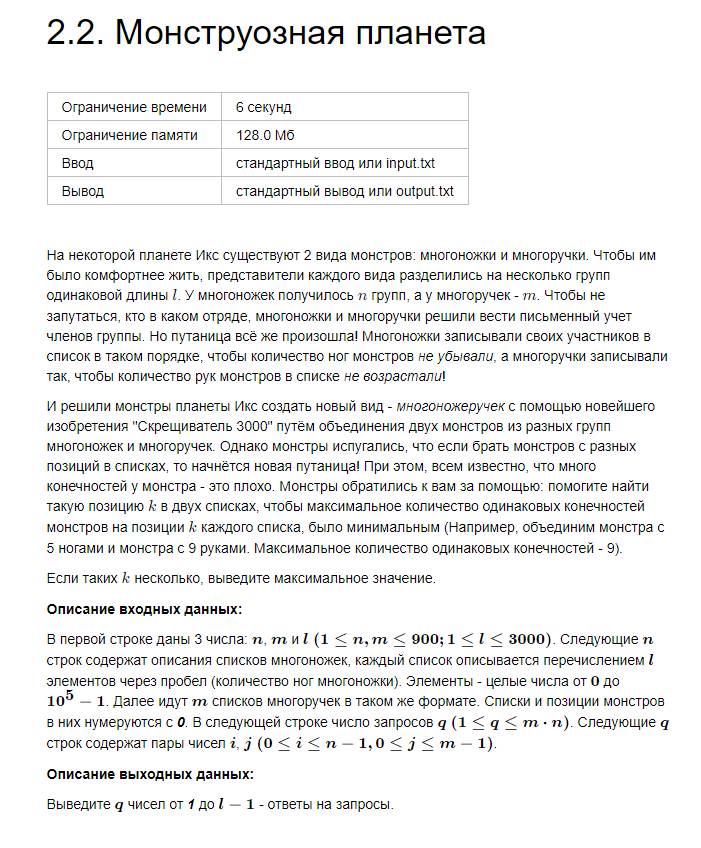 2.2. Монструозная планета
Ограничение времени 6 секунд
Ограничение памяти 128.0 Мб
Ввод стандартный ввод или input.txt
Вывод стандартный вывод или output.txt
На некоторой планете Икс существуют 2 вида монстров: многоножки и многоручки. Чтобы им
было комфортнее жить, представители каждого вида разделились на несколько групп
одинаковой длины l. У многоножек получилось n групп, а у многоручек - m. Чтобы не
запутаться, кто в каком отряде, многоножки и многоручки решили вести письменный учет
членов группы. Но путаница всё же произошла! Многоножки записывали своих участников в
список в таком порядке, чтобы количество ног монстров не убывали, а многоручки записывали
так, чтобы количество рук монстров в списке не возрастали!
И решили монстры планеты Икс создать новый вид - многоножеручек с помощью новейшего
изобретения "Скрещиватель 3000" путём объединения двух монстров из разных групп
многоножек и многоручек. Однако монстры испугались, что если брать монстров с разных
позиций в списках, то начнётся новая путаница! При этом, всем известно, что много
конечностей у монстра - это плохо. Монстры обратились к вам за помощью: помогите найти
такую позицию k в двух списках, чтобы максимальное количество одинаковых конечностей
монстров на позиции k каждого списка, было минимальным (Например, объединим монстра с
5 ногами и монстра с 9 руками. Максимальное количество одинаковых конечностей - 9).
Если таких k несколько, выведите максимальное значение.
Описание входных данных:
В первой строке даны 3 числа: n, m и l (1 ≤ n, m ≤ 900; 1 ≤ l ≤ 3000). Следующие n
строк содержат описания списков многоножек, каждый список описывается перечислением l
элементов через пробел (количество ног многоножки). Элементы - целые числа от 0 до
10^5 − 1. Далее идут m списков многоручек в таком же формате. Списки и позиции монстров
в них нумеруются с 0. В следующей строке число запросов q (1 ≤ q ≤ m · n). Следующие q
строк содержат пары чисел i, j (0 ≤ i ≤ n − 1, 0 ≤ j ≤ m − 1).
Описание выходных данных:
Выведите q чисел от 1 до l − 1 - ответы на запросы.